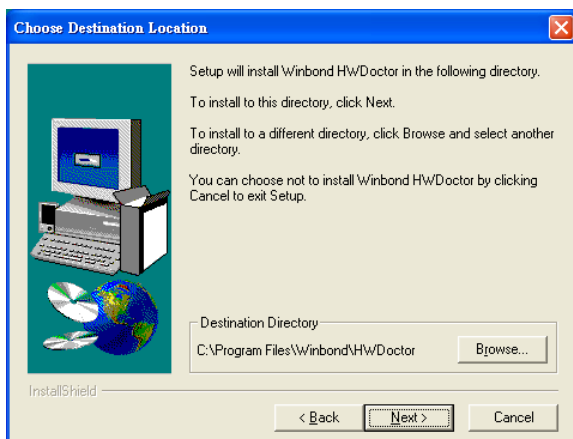 Choose Destination Location
Setup will install Winbond HWDoctor in the following directory.
To install to this directory, click Next.
To install to a different directory, click Browse and select another
directory.
You can choose not to install Winbond HWDoctor by clicking
Cancel to exit Setup.
Destination Directory
C:\Program Files\Winbond\HWDoctor
Browse...
InstallShield
< Back
Next >
Cancel